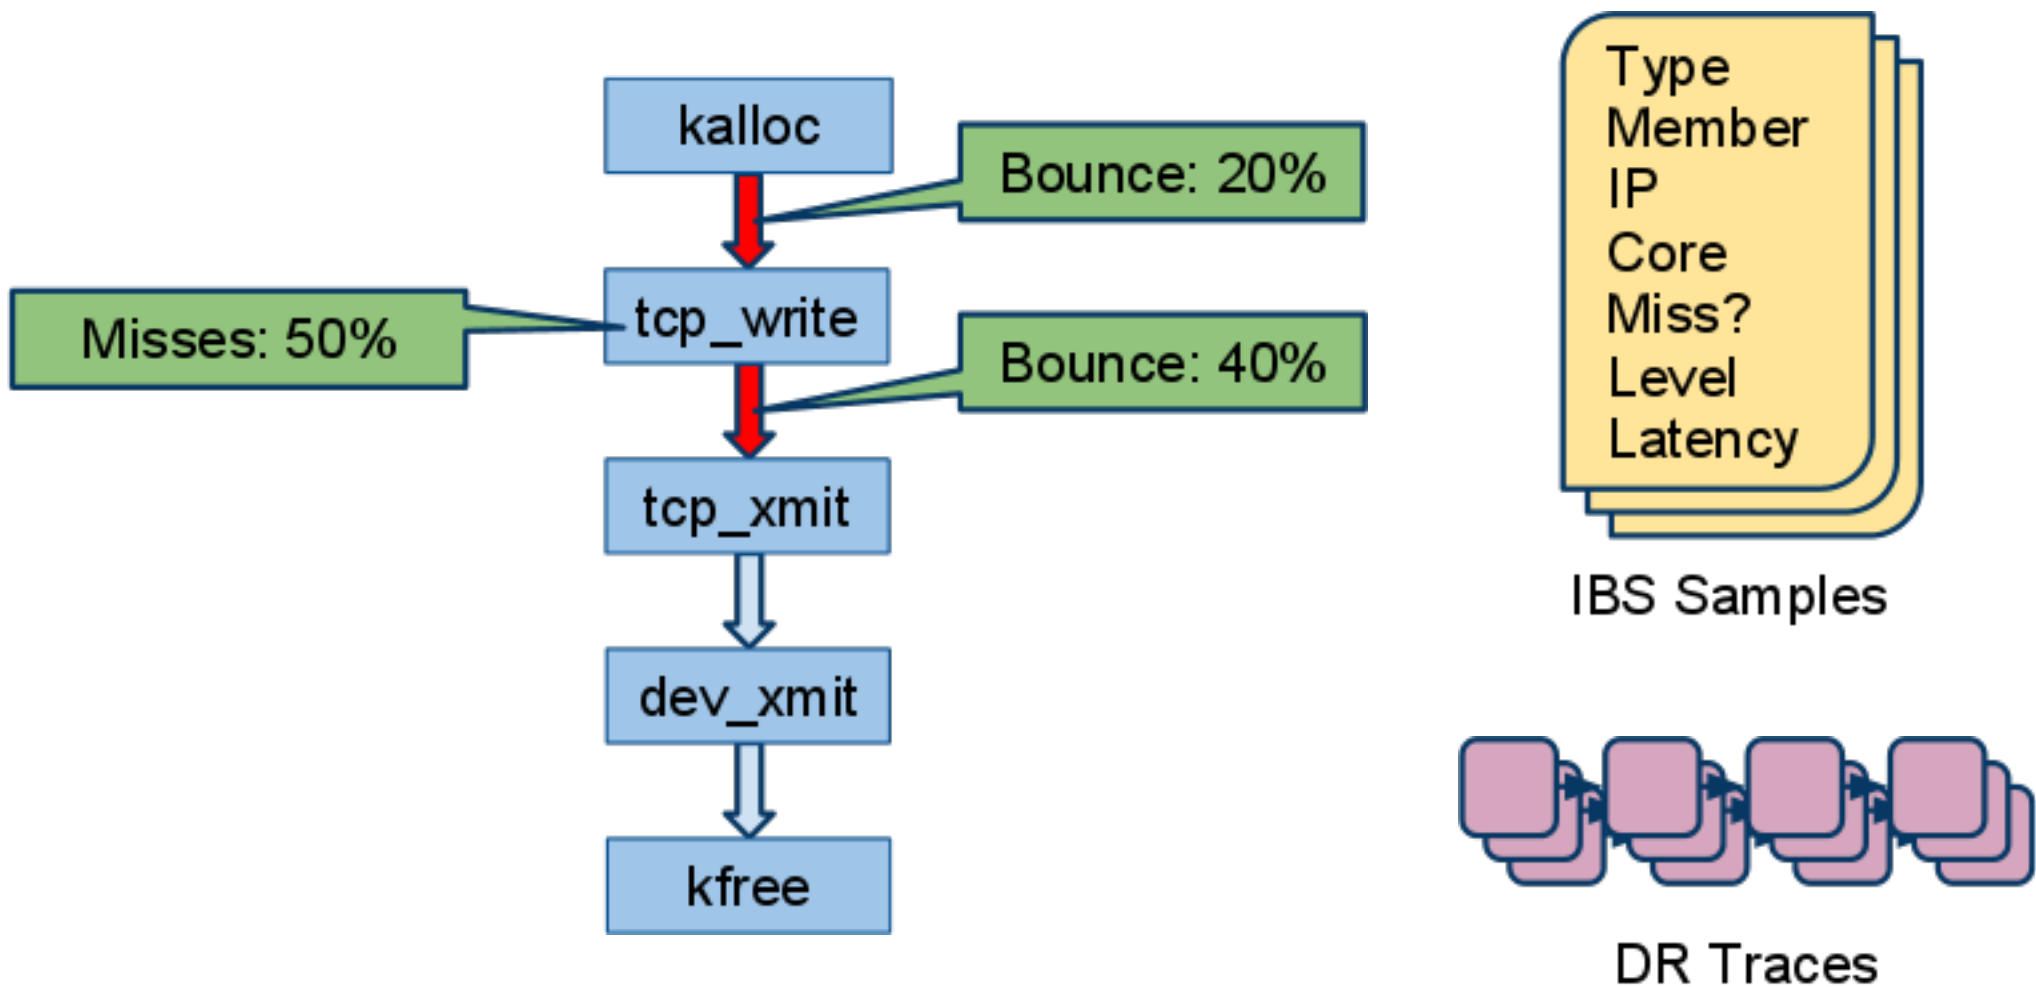 kalloc
Bounce: 20%
tcp_write
Misses: 50%
Bounce: 40%
tcp_xmit
dev_xmit
kfree
Type
Member
IP
Core
Miss?
Level
Latency
IBS Samples
DR Traces